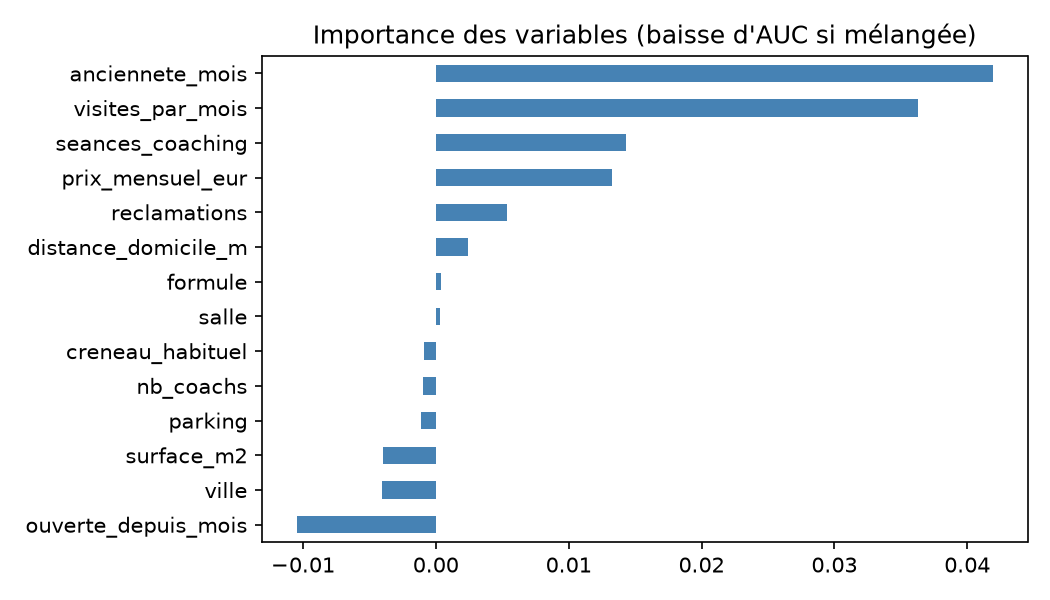 Importance des variables (baisse d'AUC si mélangée)
anciennete_mois
visites_par_mois
seances_coaching
prix_mensuel_eur
reclamations
distance_domicile_m
formule
salle
creneau_habituel
nb_coachs
parking
surface_m2
ville
ouverte_depuis_mois
−0.01 0.00 0.01 0.02 0.03 0.04